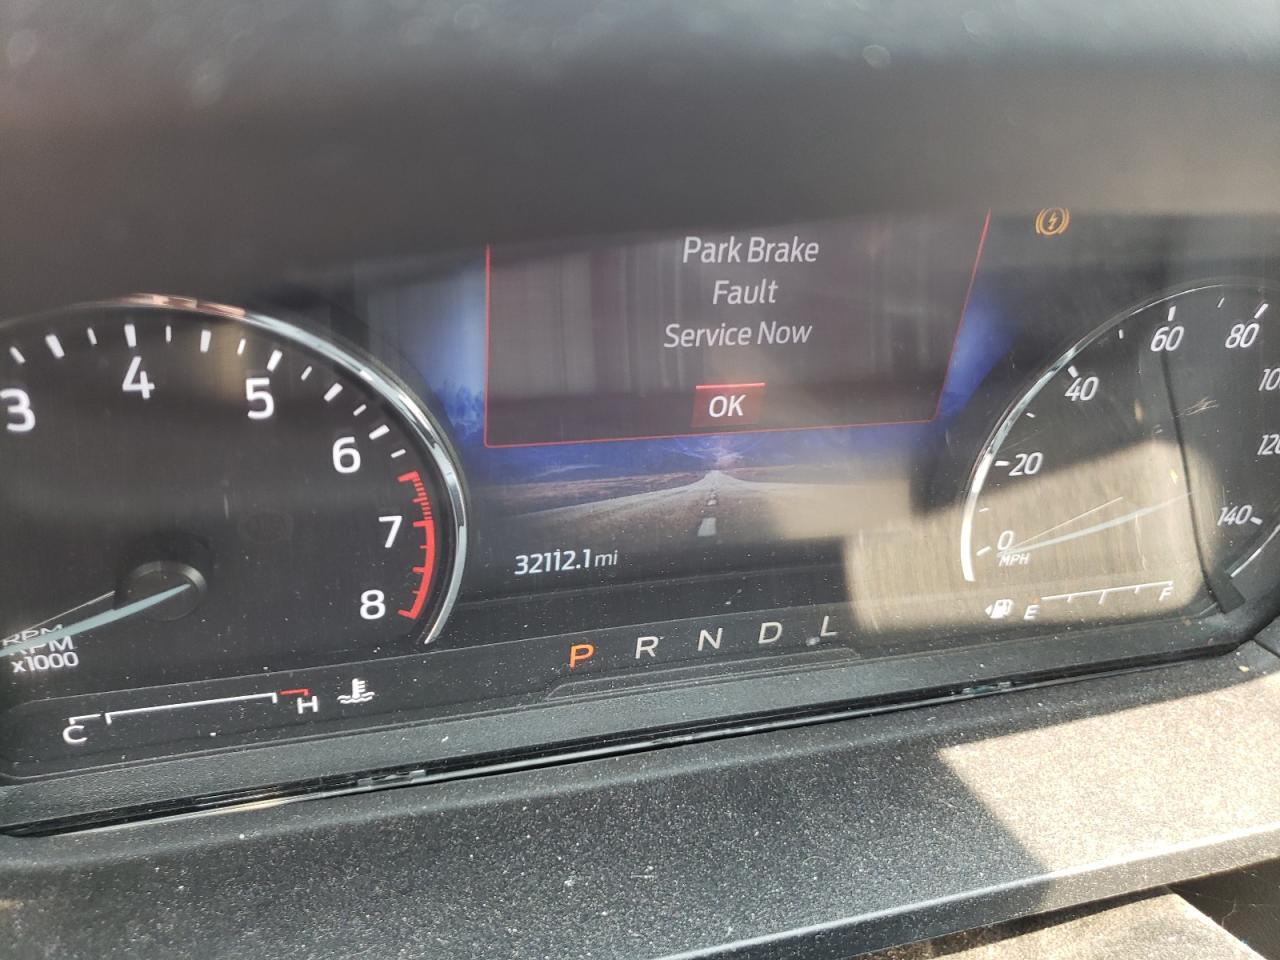 Park Brake
Fault
Service Now
OK
3 4 5 6 7 8
RPM
x1000
C H
32112.1 mi
P R N D L
0 20 40 60 80
120
140
MPH
E F